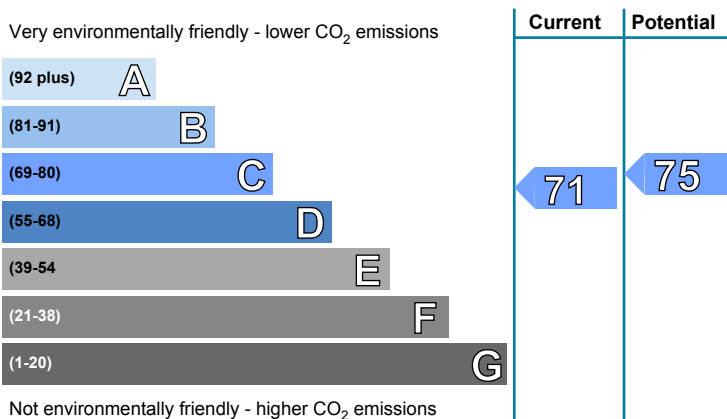 Very environmentally friendly - lower CO2 emissions
Current
Potential
(92 plus) A
(81-91) B
(69-80) C
71
75
(55-68) D
(39-54 E
(21-38) F
(1-20) G
Not environmentally friendly - higher CO2 emissions